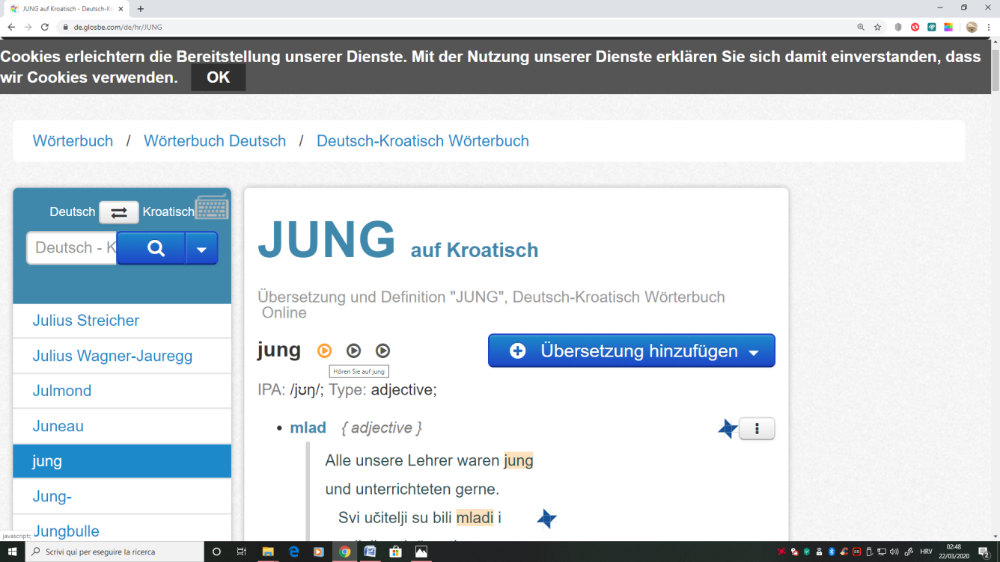 JUNG auf Kroatisch - Deutsch-Kr
de.glosbe.com/de/hr/JUNG
Cookies erleichtern die Bereitstellung unserer Dienste. Mit der Nutzung unserer Dienste erklären Sie sich damit einverstanden, dass
wir Cookies verwenden. OK
Wörterbuch / Wörterbuch Deutsch / Deutsch-Kroatisch Wörterbuch
Deutsch Kroatisch
Deutsch - K
Julius Streicher
Julius Wagner-Jauregg
Julmond
Juneau
jung
Jung-
Jungbulle
JUNG auf Kroatisch
Übersetzung und Definition "JUNG", Deutsch-Kroatisch Wörterbuch
Online
jung
Übersetzung hinzufügen
Hören Sie auf jung
IPA: /jʊŋ/; Type: adjective;
• mlad { adjective }
Alle unsere Lehrer waren jung
und unterrichteten gerne.
Svi učitelji su bili mladi i
javascript:
Scrivi qui per eseguire la ricerca
HRV
02:48
22/03/2020
2